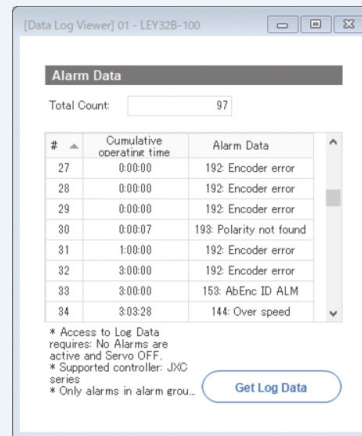 [Data Log Viewer] 01 - LEY32B-100
Alarm Data
Total Count: 97
# Cumulative operating time Alarm Data
27 0:00:00 192: Encoder error
28 0:00:00 192: Encoder error
29 0:00:00 192: Encoder error
30 0:00:07 193: Polarity not found
31 1:00:00 192: Encoder error
32 3:00:00 192: Encoder error
33 3:00:00 153: AbEnc ID ALM
34 3:03:28 144: Over speed
* Access to Log Data
requires: No Alarms are
active and Servo OFF.
* Supported controller: JXC
series
* Only alarms in alarm grou...
Get Log Data